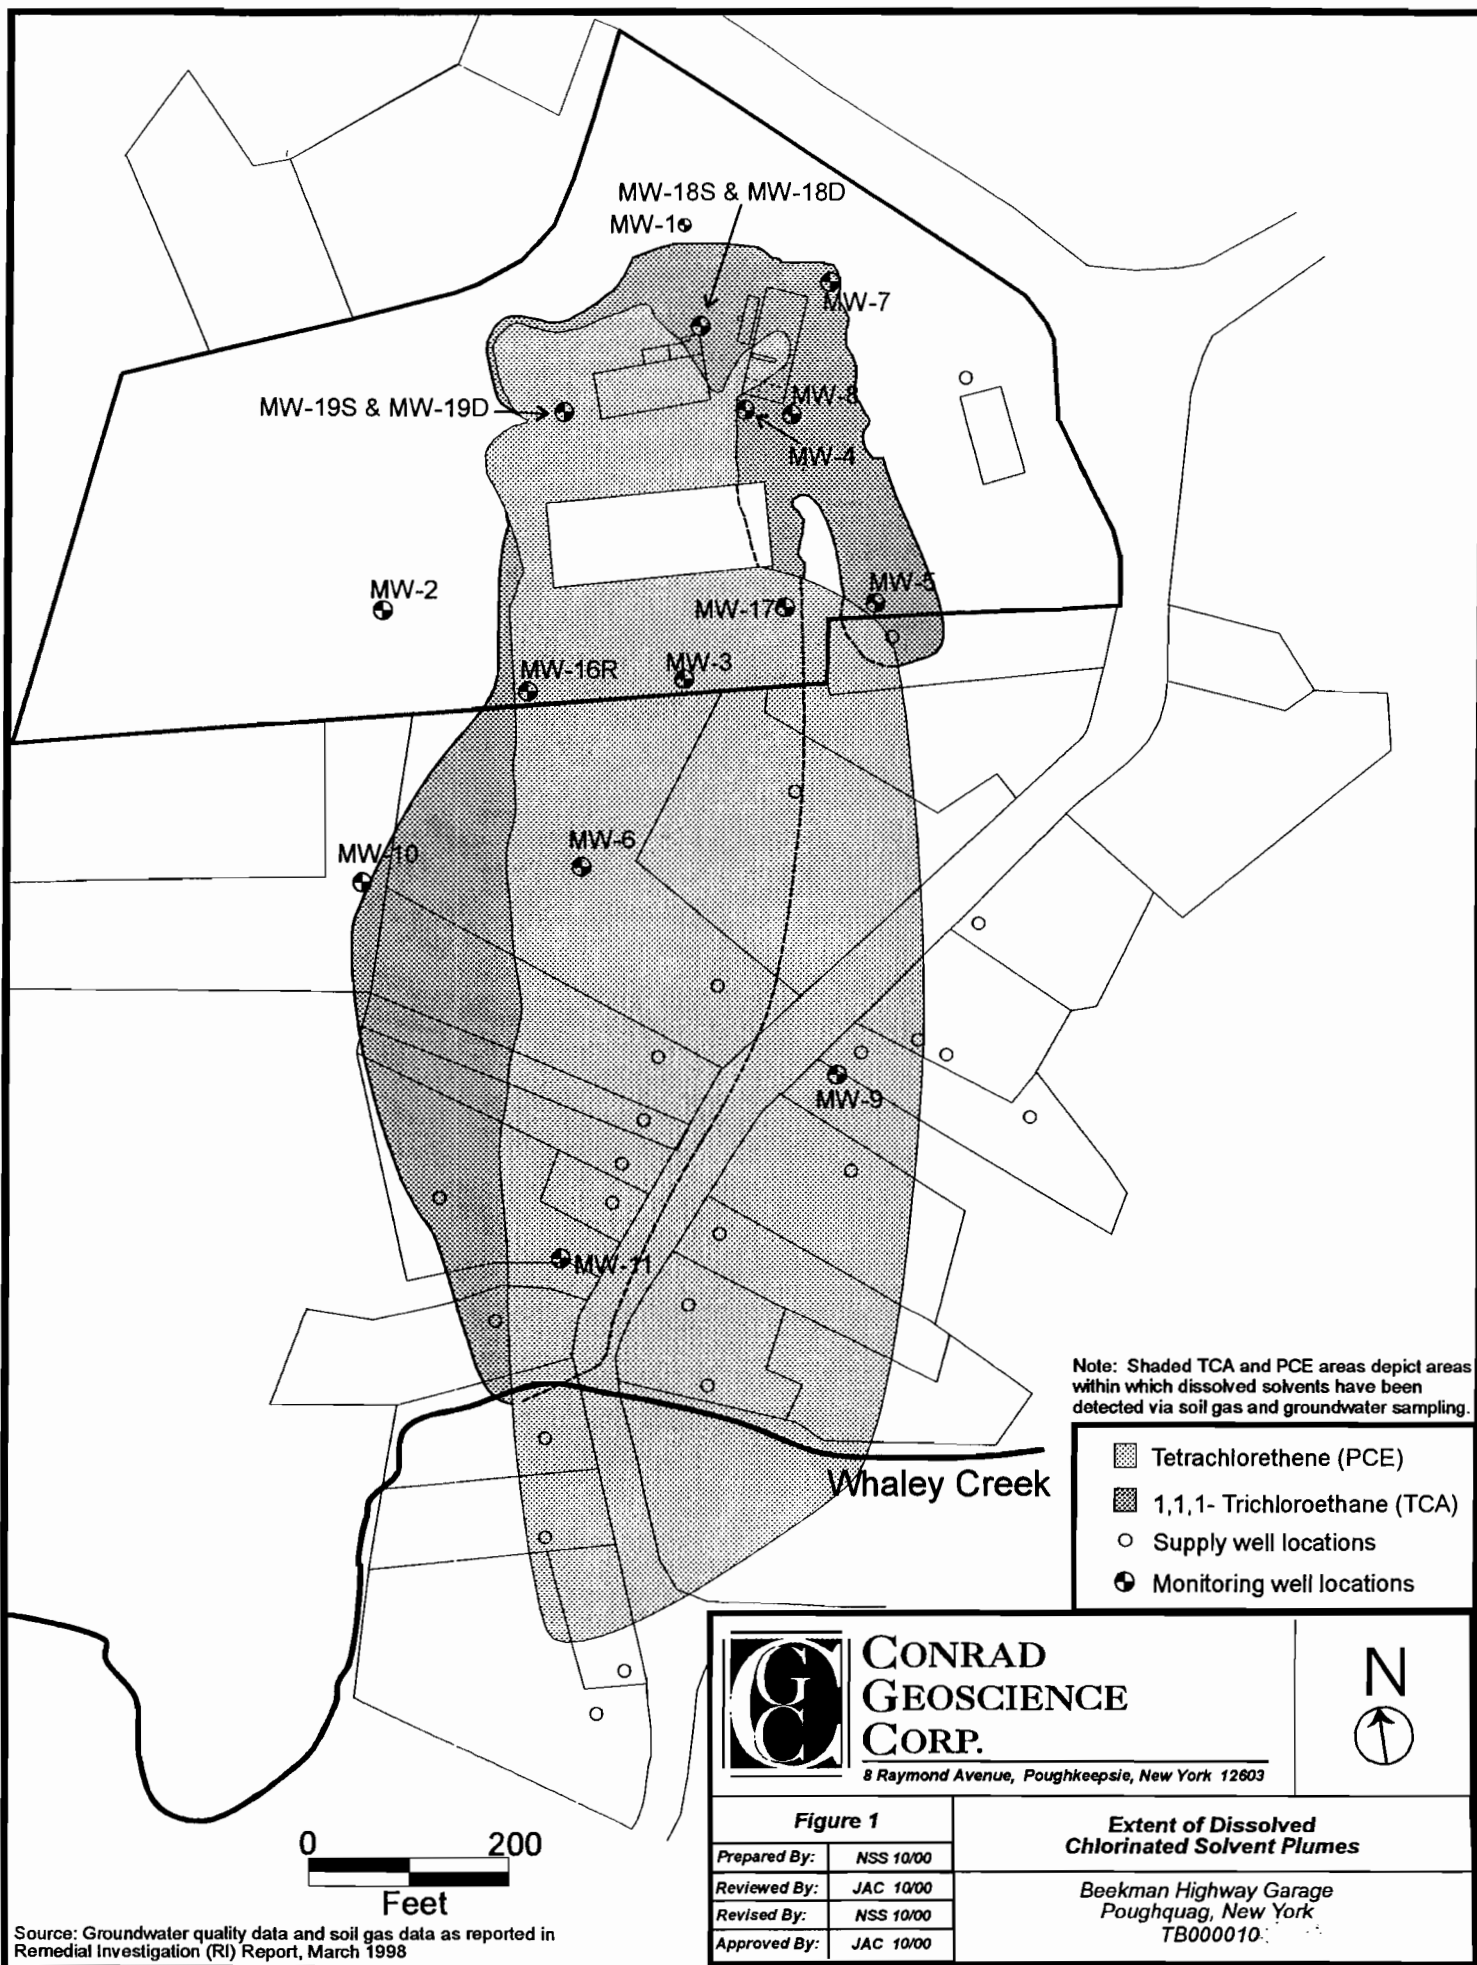 MW-18S & MW-18D
MW-1
MW-7
MW-19S & MW-19D
MW-8
MW-4
MW-2
MW-5
MW-17
MW-16R
MW-3
MW-6
MW-10
MW-9
MW-11
Whaley Creek
Note: Shaded TCA and PCE areas depict areas
within which dissolved solvents have been
detected via soil gas and groundwater sampling.
Tetrachlorethene (PCE)
1,1,1- Trichloroethane (TCA)
Supply well locations
Monitoring well locations
GC
CONRAD
GEOSCIENCE
CORP.
8 Raymond Avenue, Poughkeepsie, New York 12603
N
Figure 1
Extent of Dissolved
Chlorinated Solvent Plumes
Prepared By: NSS 10/00
Reviewed By: JAC 10/00
Revised By: NSS 10/00
Approved By: JAC 10/00
Beekman Highway Garage
Poughquag, New York
TB000010
0 200
Feet
Source: Groundwater quality data and soil gas data as reported in
Remedial Investigation (RI) Report, March 1998